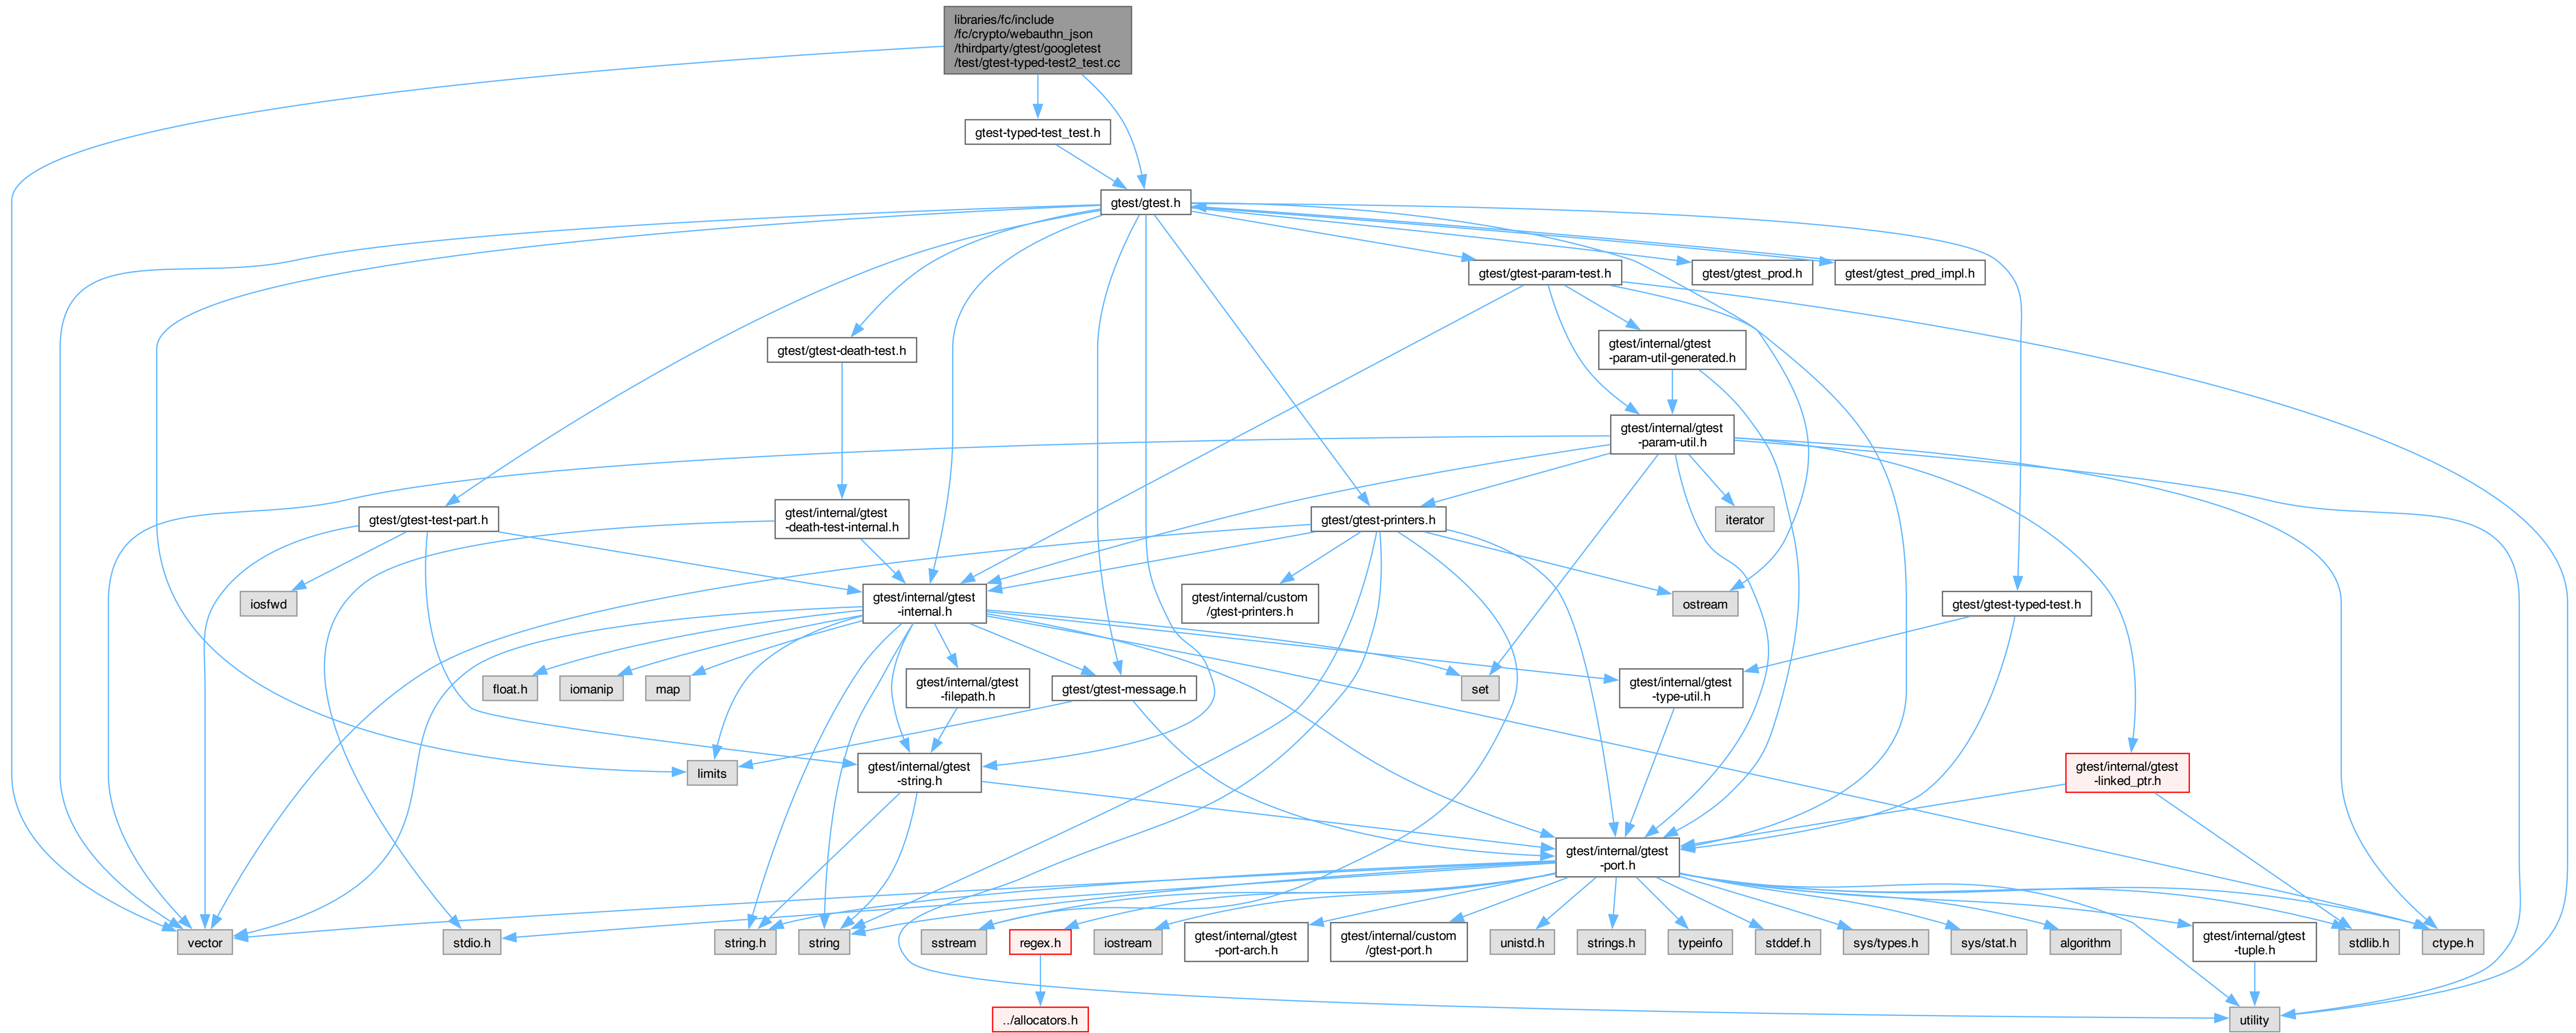 libraries/fc/include
/fc/crypto/webauthn_json
/thirdparty/gtest/googletest
/test/gtest-typed-test2_test.cc
gtest-typed-test_test.h
gtest/gtest.h
gtest/gtest-param-test.h
gtest/gtest_prod.h
gtest/gtest_pred_impl.h
gtest/gtest-death-test.h
gtest/internal/gtest
-param-util-generated.h
gtest/internal/gtest
-param-util.h
gtest/gtest-test-part.h
gtest/internal/gtest
-death-test-internal.h
gtest/gtest-printers.h
iterator
iosfwd
gtest/internal/gtest
-internal.h
gtest/internal/custom
/gtest-printers.h
ostream
gtest/gtest-typed-test.h
float.h
iomanip
map
gtest/internal/gtest
-filepath.h
gtest/gtest-message.h
set
gtest/internal/gtest
-type-util.h
limits
gtest/internal/gtest
-string.h
gtest/internal/gtest
-linked_ptr.h
gtest/internal/gtest
-port.h
vector
stdio.h
string.h
string
sstream
regex.h
iostream
gtest/internal/gtest
-port-arch.h
gtest/internal/custom
/gtest-port.h
unistd.h
strings.h
typeinfo
stddef.h
sys/types.h
sys/stat.h
algorithm
gtest/internal/gtest
-tuple.h
stdlib.h
ctype.h
../allocators.h
utility